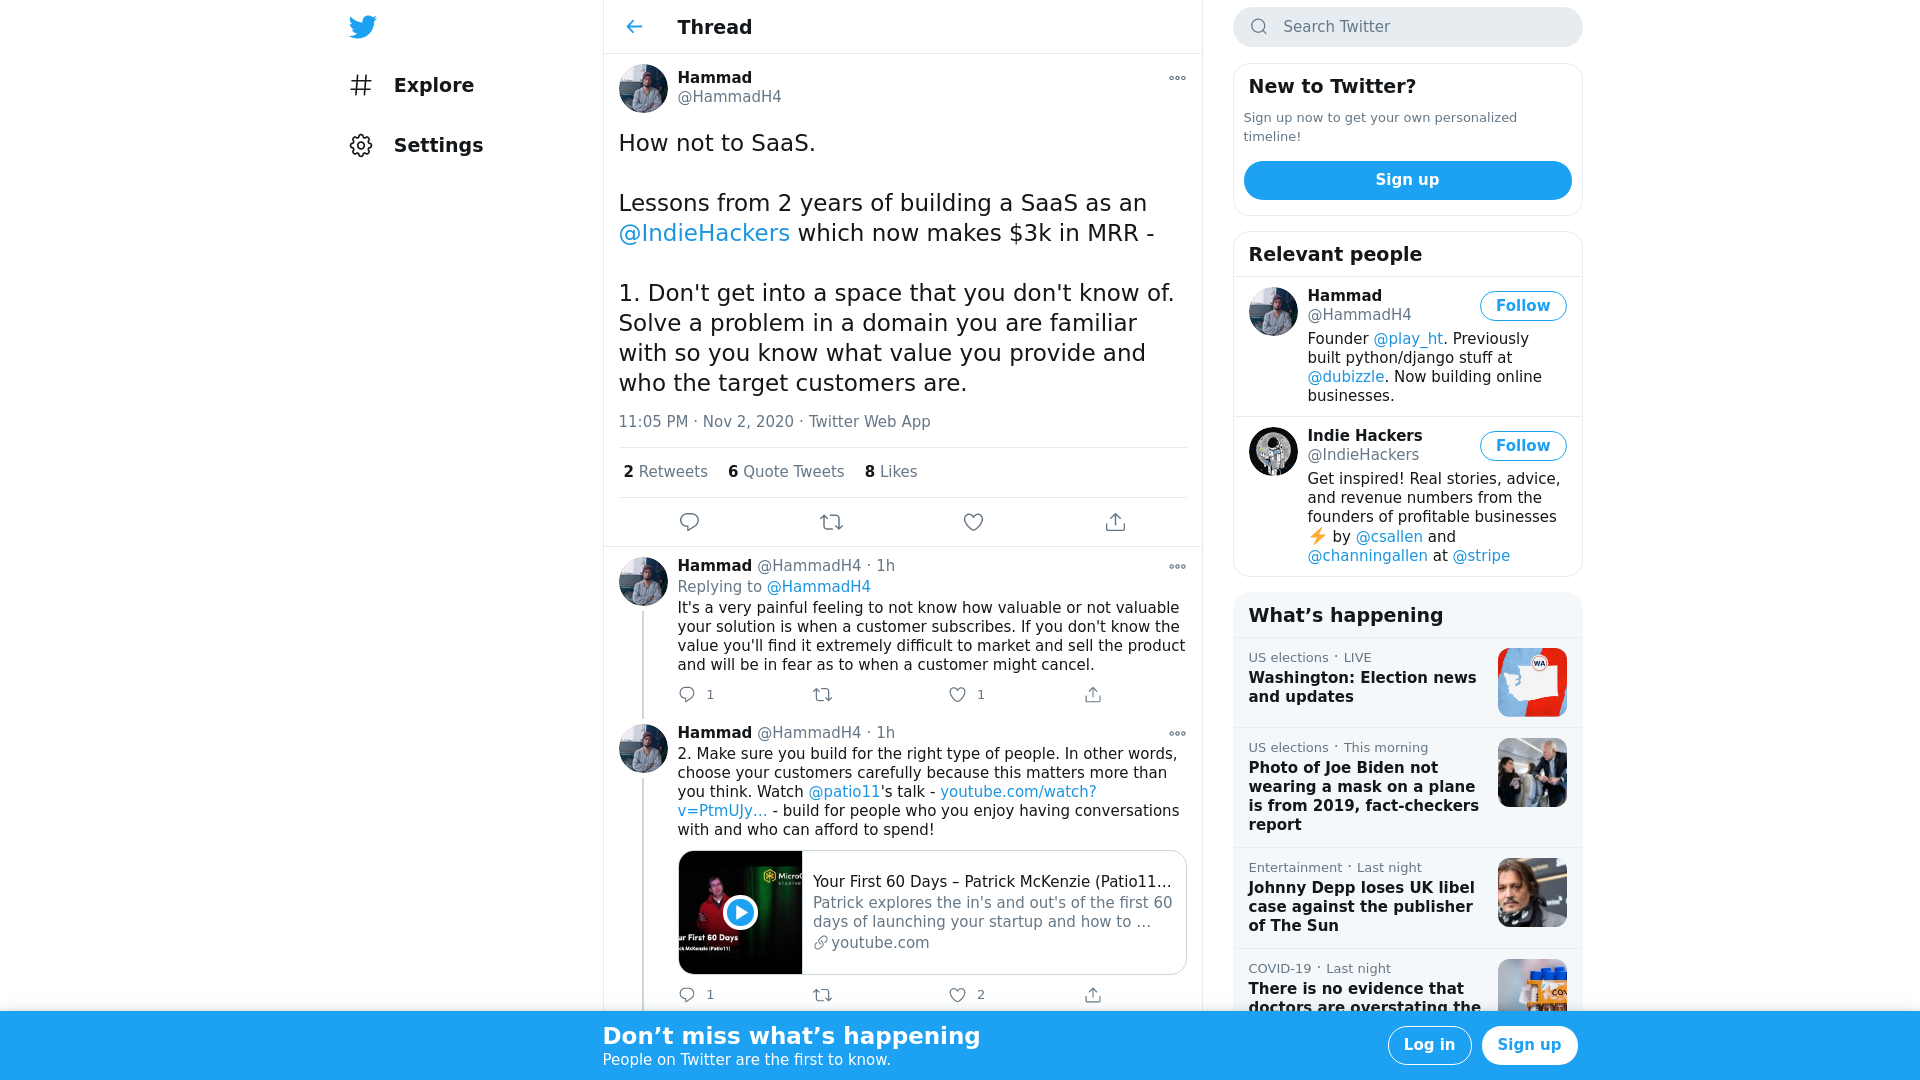 Explore
Settings
Thread
Hammad
@HammadH4
How not to SaaS.
Lessons from 2 years of building a SaaS as an
@IndieHackers which now makes $3k in MRR -
1. Don't get into a space that you don't know of.
Solve a problem in a domain you are familiar
with so you know what value you provide and
who the target customers are.
11:05 PM · Nov 2, 2020 · Twitter Web App
2 Retweets 6 Quote Tweets 8 Likes
Hammad @HammadH4 · 1h
Replying to @HammadH4
It's a very painful feeling to not know how valuable or not valuable
your solution is when a customer subscribes. If you don't know the
value you'll find it extremely difficult to market and sell the product
and will be in fear as to when a customer might cancel.
1 1
Hammad @HammadH4 · 1h
2. Make sure you build for the right type of people. In other words,
choose your customers carefully because this matters more than
you think. Watch @patio11's talk - youtube.com/watch?
v=PtmUJy… - build for people who you enjoy having conversations
with and who can afford to spend!
ur First 60 Days
Your First 60 Days – Patrick McKenzie (Patio11…
Patrick explores the in's and out's of the first 60
days of launching your startup and how to …
youtube.com
1 2
Search Twitter
New to Twitter?
Sign up now to get your own personalized
timeline!
Sign up
Relevant people
Hammad
@HammadH4
Follow
Founder @play_ht. Previously
built python/django stuff at
@dubizzle. Now building online
businesses.
Indie Hackers
@IndieHackers
Follow
Get inspired! Real stories, advice,
and revenue numbers from the
founders of profitable businesses
⚡ by @csallen and
@channingallen at @stripe
What's happening
US elections · LIVE
Washington: Election news
and updates
WA
US elections · This morning
Photo of Joe Biden not
wearing a mask on a plane
is from 2019, fact-checkers
report
Entertainment · Last night
Johnny Depp loses UK libel
case against the publisher
of The Sun
COVID-19 · Last night
There is no evidence that
doctors are overstating the
Don't miss what's happening
People on Twitter are the first to know.
Log in
Sign up